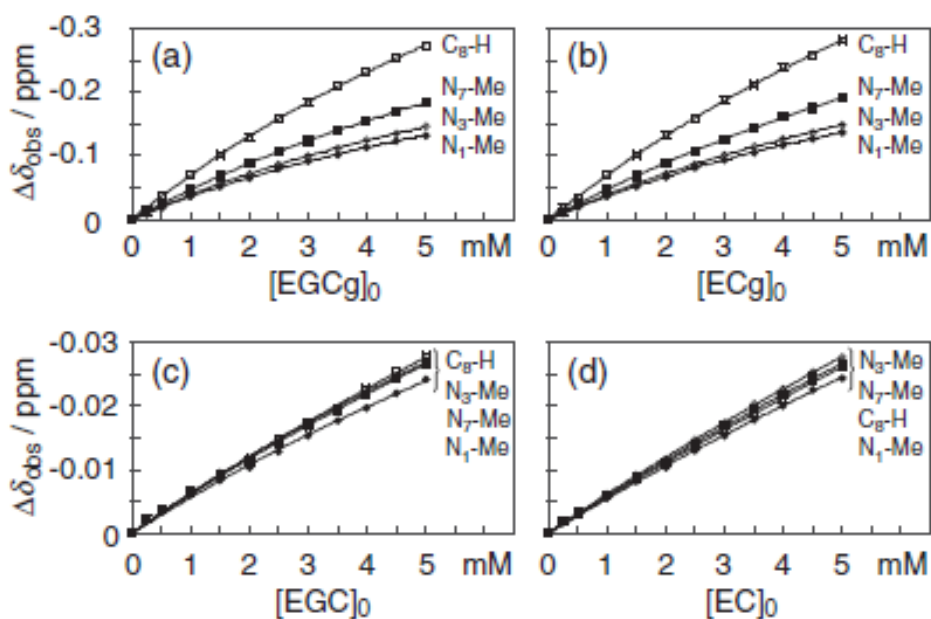 -0.3
(a)
C₈-H
-0.2
N₇-Me
N₃-Me
-0.1
N₁-Me
0
Δδobs / ppm
0 1 2 3 4 5 mM
[EGCg]₀
(b)
C₈-H
N₇-Me
N₃-Me
N₁-Me
0 1 2 3 4 5 mM
[ECg]₀
-0.03
(c)
C₈-H
-0.02
N₃-Me
N₇-Me
-0.01
N₁-Me
0
Δδobs / ppm
0 1 2 3 4 5 mM
[EGC]₀
(d)
N₃-Me
N₇-Me
C₈-H
N₁-Me
0 1 2 3 4 5 mM
[EC]₀